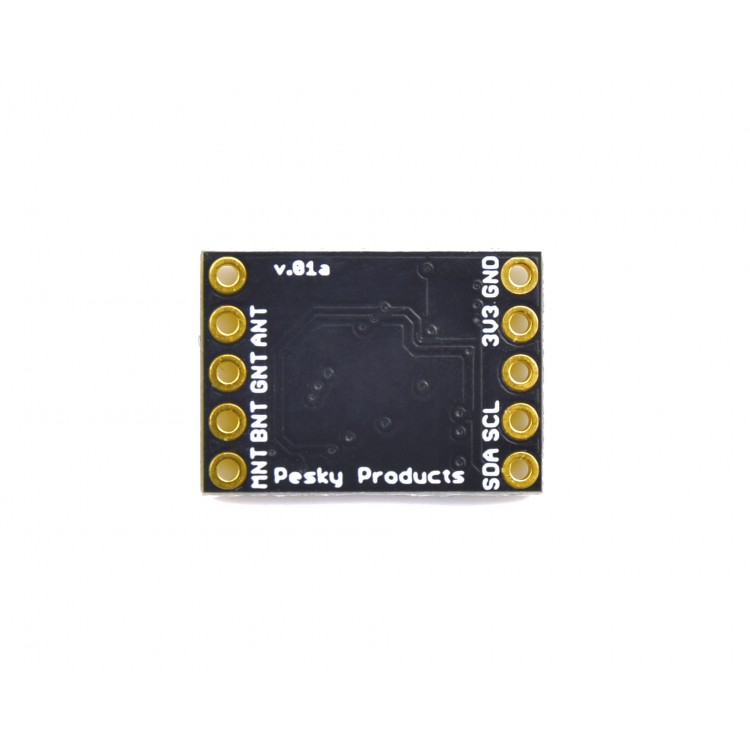 v.01a
GND
3V3
ANT
GNT
BNT
SCL
MNT
SDA
Pesky Products